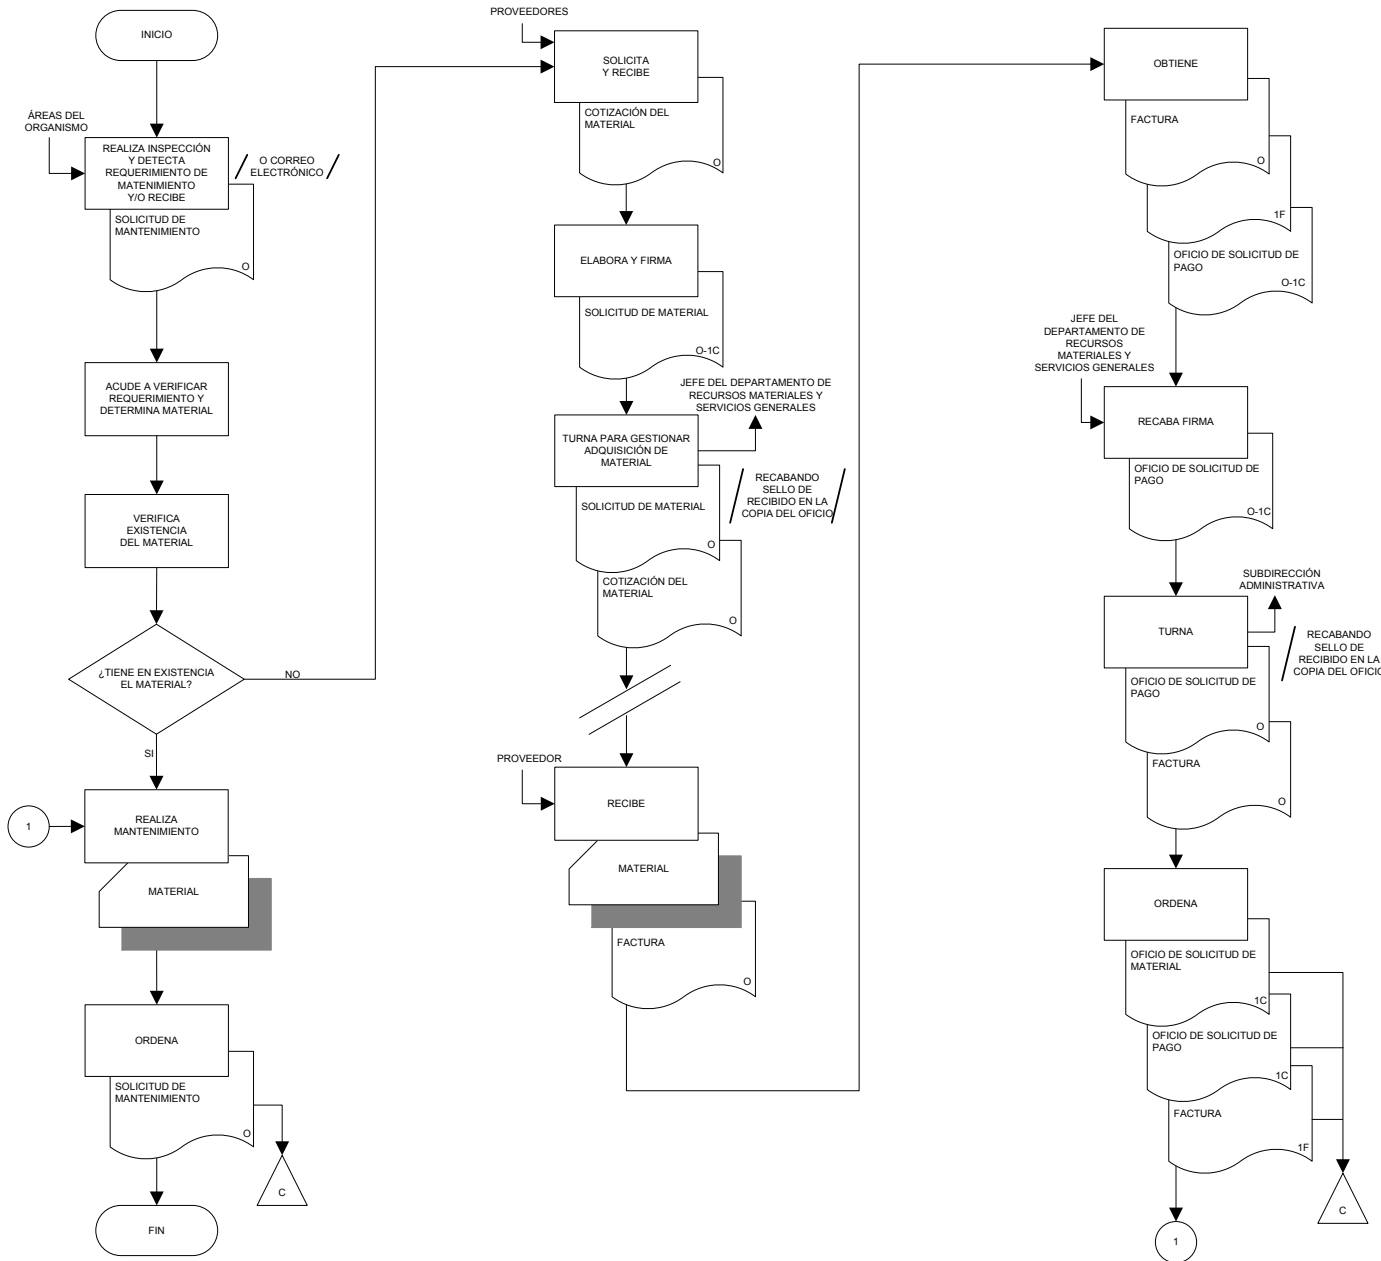 INICIO
ÁREAS DEL
ORGANISMO
REALIZA INSPECCIÓN
Y DETECTA
REQUERIMIENTO DE
MATENIMIENTO
Y/O RECIBE
O CORREO
ELECTRÓNICO
SOLICITUD DE
MANTENIMIENTO
O
ACUDE A VERIFICAR
REQUERIMIENTO Y
DETERMINA MATERIAL
VERIFICA
EXISTENCIA
DEL MATERIAL
¿TIENE EN EXISTENCIA
EL MATERIAL?
NO
SI
1
REALIZA
MANTENIMIENTO
MATERIAL
ORDENA
SOLICITUD DE
MANTENIMIENTO
O
C
FIN
PROVEEDORES
SOLICITA
Y RECIBE
COTIZACIÓN DEL
MATERIAL
O
ELABORA Y FIRMA
SOLICITUD DE MATERIAL
O-1C
JEFE DEL DEPARTAMENTO DE
RECURSOS MATERIALES Y
SERVICIOS GENERALES
TURNA PARA GESTIONAR
ADQUISICIÓN DE
MATERIAL
RECABANDO
SELLO DE
RECIBIDO EN LA
COPIA DEL OFICIO
SOLICITUD DE MATERIAL
O
COTIZACIÓN DEL
MATERIAL
O
PROVEEDOR
RECIBE
MATERIAL
FACTURA
O
OBTIENE
FACTURA
O
1F
OFICIO DE SOLICITUD DE
PAGO
O-1C
JEFE DEL
DEPARTAMENTO DE
RECURSOS
MATERIALES Y
SERVICIOS GENERALES
RECABA FIRMA
OFICIO DE SOLICITUD DE
PAGO
O-1C
SUBDIRECCIÓN
ADMINISTRATIVA
TURNA
RECABANDO
SELLO DE
RECIBIDO EN LA
COPIA DEL OFICIO
OFICIO DE SOLICITUD DE
PAGO
O
FACTURA
O
ORDENA
OFICIO DE SOLICITUD DE
MATERIAL
1C
OFICIO DE SOLICITUD DE
PAGO
1C
FACTURA
1F
C
1